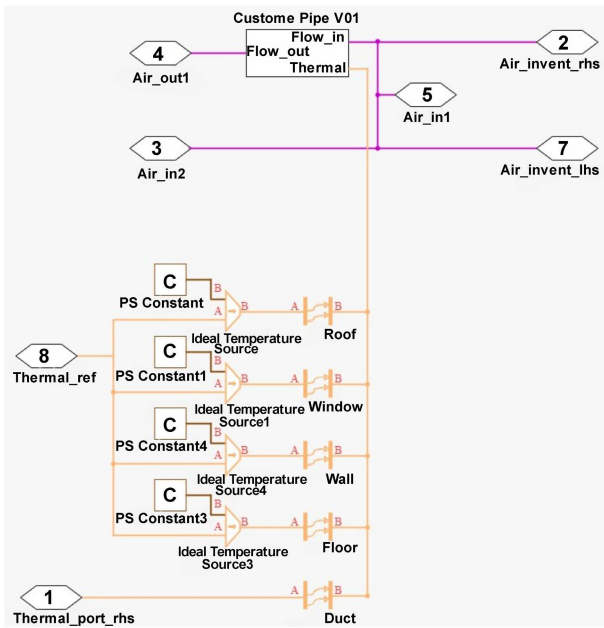 Custome Pipe V01
Flow_in
Flow_out
Thermal
4
Air_out1
2
Air_invent_rhs
5
Air_in1
3
Air_in2
7
Air_invent_lhs
C
PS Constant
B
A
B
Ideal Temperature
Source
A
B
Roof
8
Thermal_ref
C
PS Constant1
B
A
B
Ideal Temperature
Source1
A
B
Window
C
PS Constant4
B
A
B
Ideal Temperature
Source4
A
B
Wall
C
PS Constant3
B
A
B
Ideal Temperature
Source3
A
B
Floor
1
Thermal_port_rhs
A
B
Duct